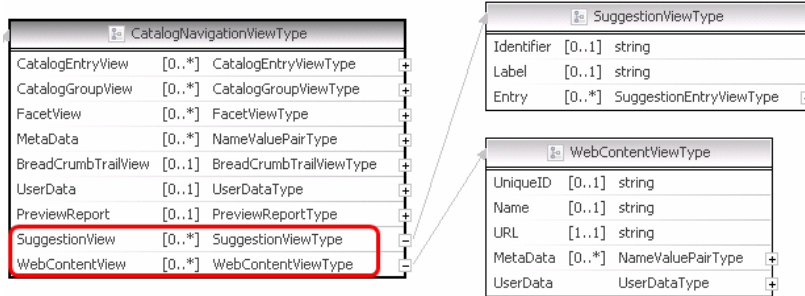 CatalogNavigationViewType
CatalogEntryView [0..*] CatalogEntryViewType
CatalogGroupView [0..*] CatalogGroupViewType
FacetView [0..*] FacetViewType
MetaData [0..*] NameValuePairType
BreadCrumbTrailView [0..1] BreadCrumbTrailViewType
UserData [0..1] UserDataType
PreviewReport [0..1] PreviewReportType
SuggestionView [0..*] SuggestionViewType
WebContentView [0..*] WebContentViewType
SuggestionViewType
Identifier [0..1] string
Label [0..1] string
Entry [0..*] SuggestionEntryViewType
WebContentViewType
UniqueID [0..1] string
Name [0..1] string
URL [1..1] string
MetaData [0..*] NameValuePairType
UserData UserDataType